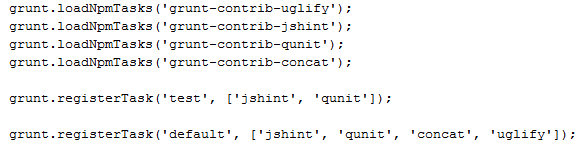 grunt.loadNpmTasks('grunt-contrib-uglify');
grunt.loadNpmTasks('grunt-contrib-jshint');
grunt.loadNpmTasks('grunt-contrib-qunit');
grunt.loadNpmTasks('grunt-contrib-concat');
grunt.registerTask('test', ['jshint', 'qunit']);
grunt.registerTask('default', ['jshint', 'qunit', 'concat', 'uglify']);